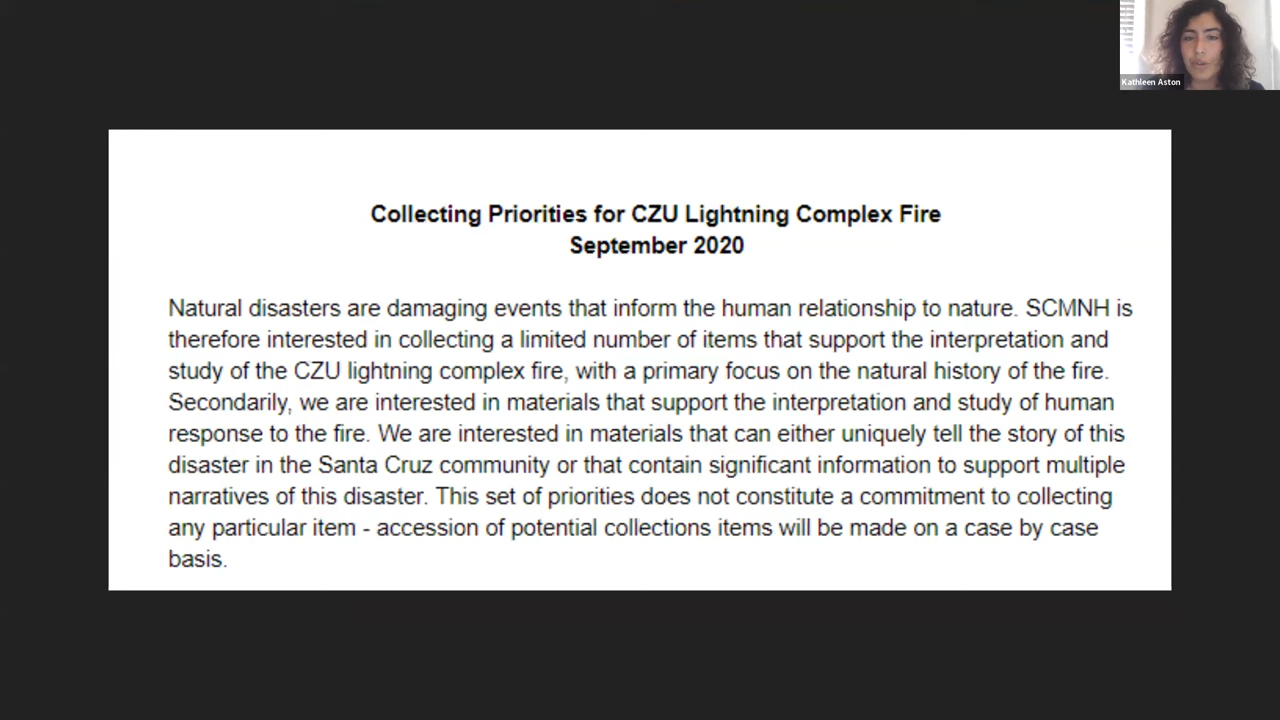 Kathleen Aston
Collecting Priorities for CZU Lightning Complex Fire
September 2020
Natural disasters are damaging events that inform the human relationship to nature. SCMNH is
therefore interested in collecting a limited number of items that support the interpretation and
study of the CZU lightning complex fire, with a primary focus on the natural history of the fire.
Secondarily, we are interested in materials that support the interpretation and study of human
response to the fire. We are interested in materials that can either uniquely tell the story of this
disaster in the Santa Cruz community or that contain significant information to support multiple
narratives of this disaster. This set of priorities does not constitute a commitment to collecting
any particular item - accession of potential collections items will be made on a case by case
basis.